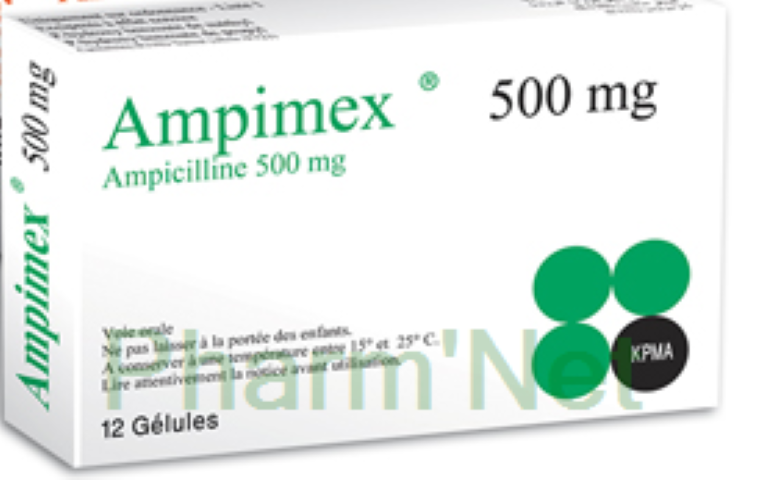 Ampimex ® 500 mg
Ampicilline 500 mg
Voie orale
Ne pas laisser à la portée des enfants.
A conserver à une température entre 15° et 25° C.
Lire attentivement la notice avant utilisation.
12 Gélules
KPMA
Ampimex ® 500 mg
Pharm'Net